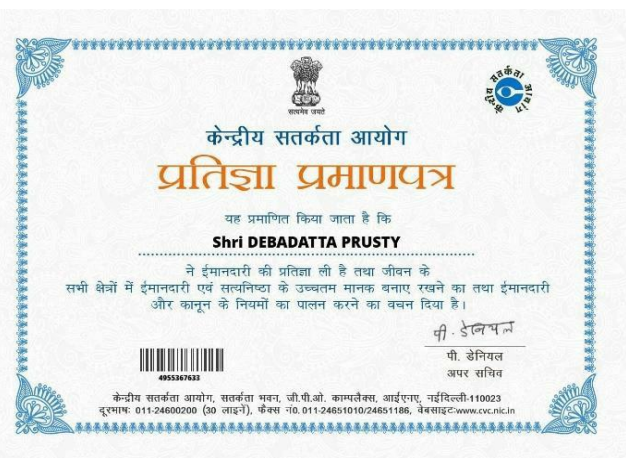 सत्यमेव जयते
केन्द्रीय सतर्कता आयोग
केन्द्रीय सतर्कता आयोग
प्रतिज्ञा प्रमाणपत्र
यह प्रमाणित किया जाता है कि
Shri DEBADATTA PRUSTY
ने ईमानदारी की प्रतिज्ञा ली है तथा जीवन के
सभी क्षेत्रों में ईमानदारी एवं सत्यनिष्ठा के उच्चतम मानक बनाए रखने का तथा ईमानदारी
और कानून के नियमों का पालन करने का वचन दिया है।
पी. डेनियल
पी. डेनियल
अपर सचिव
4955367633
केन्द्रीय सतर्कता आयोग, सतर्कता भवन, जी.पी.ओ. काम्पलैक्स, आईएनए, नईदिल्ली-110023
दूरभाषः 011-24600200 (30 लाइनें), फैक्स नं0. 011-24651010/24651186, वेबसाइटःwww.cvc.nic.in